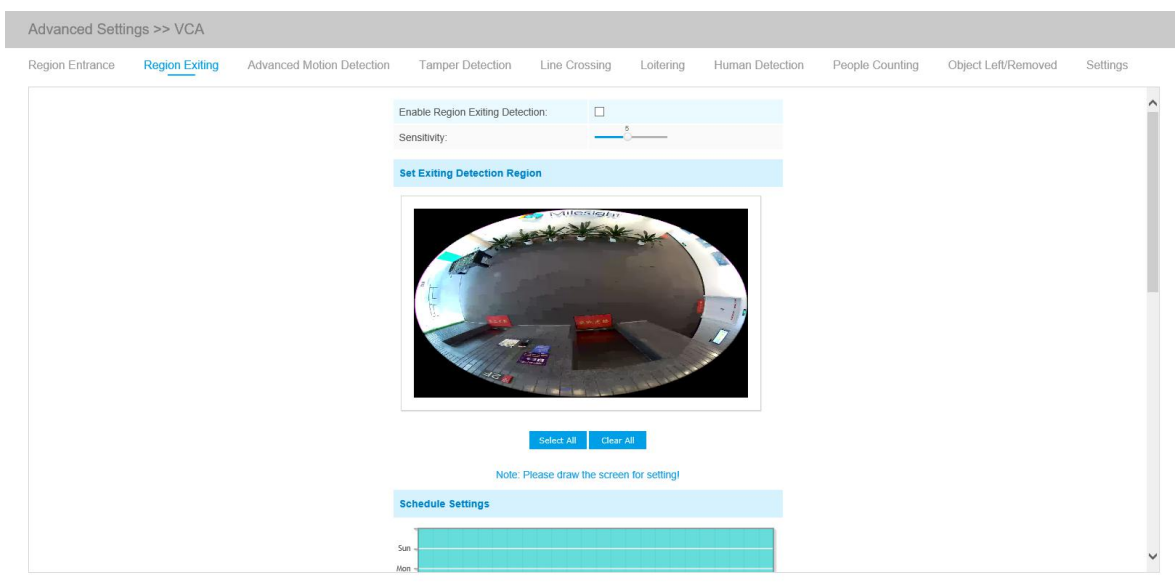 Advanced Settings >> VCA
Region Entrance Region Exiting Advanced Motion Detection Tamper Detection Line Crossing Loitering Human Detection People Counting Object Left/Removed Settings
Enable Region Exiting Detection:
Sensitivity: 5
Set Exiting Detection Region
Milesight
Select All Clear All
Note: Please draw the screen for setting!
Schedule Settings
Sun
Mon